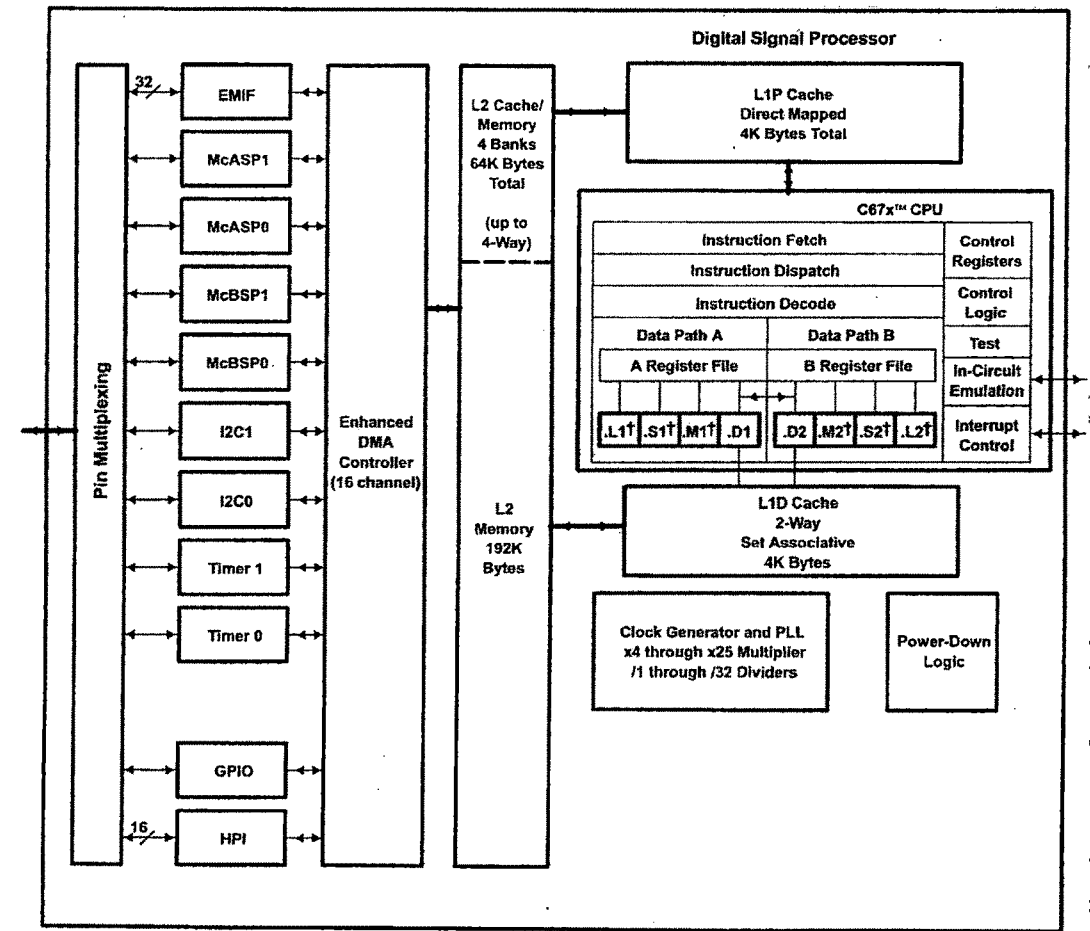 Digital Signal Processor
32
EMIF
McASP1
McASP0
McBSP1
McBSP0
I2C1
I2C0
Timer 1
Timer 0
GPIO
16
HPI
Pin Multiplexing
Enhanced
DMA
Controller
(16 channel)
L2 Cache/
Memory
4 Banks
64K Bytes
Total
(up to
4-Way)
L2
Memory
192K
Bytes
L1P Cache
Direct Mapped
4K Bytes Total
C67x™ CPU
Instruction Fetch
Instruction Dispatch
Instruction Decode
Data Path A
Data Path B
A Register File
B Register File
.L1† .S1† .M1† .D1
.D2 .M2† .S2† .L2†
Control
Registers
Control
Logic
Test
In-Circuit
Emulation
Interrupt
Control
L1D Cache
2-Way
Set Associative
4K Bytes
Clock Generator and PLL
x4 through x25 Multiplier
/1 through /32 Dividers
Power-Down
Logic